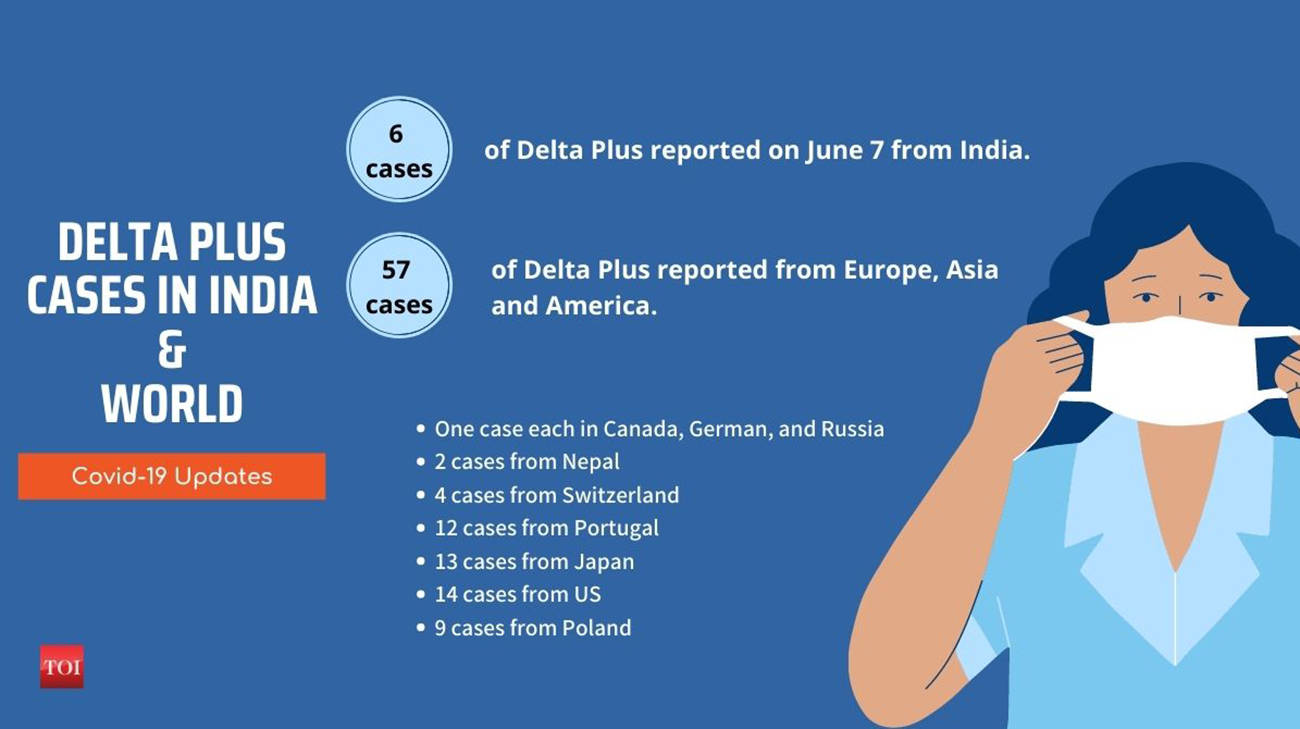 DELTA PLUS
CASES IN INDIA
&
WORLD
Covid-19 Updates
6
cases
of Delta Plus reported on June 7 from India.
57
cases
of Delta Plus reported from Europe, Asia
and America.
• One case each in Canada, German, and Russia
• 2 cases from Nepal
• 4 cases from Switzerland
• 12 cases from Portugal
• 13 cases from Japan
• 14 cases from US
• 9 cases from Poland
TOI